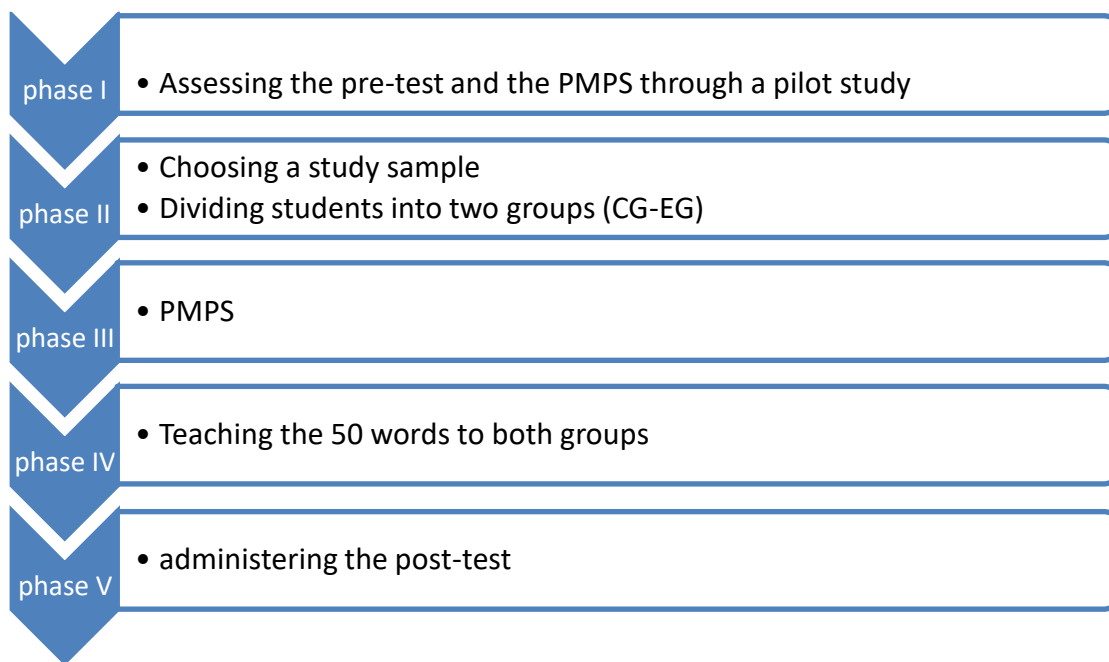 phase I
• Assessing the pre-test and the PMPS through a pilot study
phase II
• Choosing a study sample
• Dividing students into two groups (CG-EG)
phase III
• PMPS
phase IV
• Teaching the 50 words to both groups
phase V
• administering the post-test